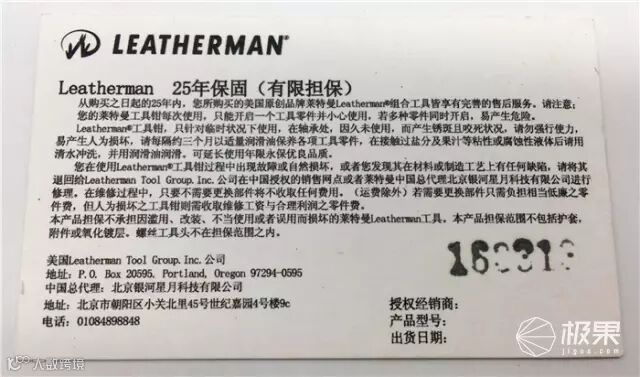 LEATHERMAN®
Leatherman 25年保固(有限担保)
从购买之日起的25年内，您所购买的美国原创品牌莱特曼Leatherman®组合工具皆享有完善的售后服务。请注意:
您的莱特曼工具钳每次使用，只能开启一个工具零件并小心使用，若多种零件同时开启，易产生危险。
Leatherman®工具钳，只针对临时状况下使用，在轴承处，因久未使用，而产生锈斑且咬死状况，请勿强行使力，
易产生人为损坏，请每隔约三个月以适量润滑油保养各项工具零件，在接触过盐分及果汁等粘性或腐蚀性液体后请用
清水冲洗，并用润滑油润滑。可延长使用年限永保优良品质。
您在使用Leatherman®工具钳过程中出现故障或自然损坏，或者您发现其在材料或制造工艺上有任何缺陷，请将其
退回给Leatherman Tool Group. Inc.公司在中国授权的销售网点或莱特曼中国总代理北京银河星月科技有限公司进行
修理。在维修过程中，只要不需要更换部件将不收取任何费用。(运费除外)若需要更换部件只需负担相当低廉之零
件费，但人为损坏之工具钳则需收取维修工资与合理利润之零件费。
本产品担保不承担因滥用、改装、不当使用或者误用而损坏的莱特曼Leatherman工具。本产品担保范围不包括护套，
附件或氧化镀层。螺丝工具头不在担保范围之内。
美国Leatherman Tool Group. Inc.公司
地址: P.O. Box 20595. Portland, Oregon 97294-0595
中国总代理: 北京银河星月科技有限公司
地址: 北京市朝阳区小关北里45号世纪嘉园4号楼9c
电话: 01084898848
160313
授权经销商:
产品型号:
出货日期:
极果
jiguo.com
大数跨境